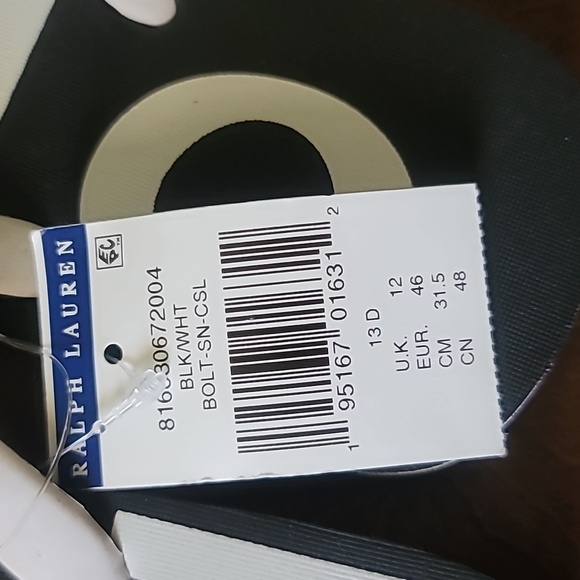 RALPH LAUREN
BLK/WHT
BOLT-SN-CSL
1 95167 01631 2
13 D
U.K. 12
EUR. 46
CM 31.5
CN 48